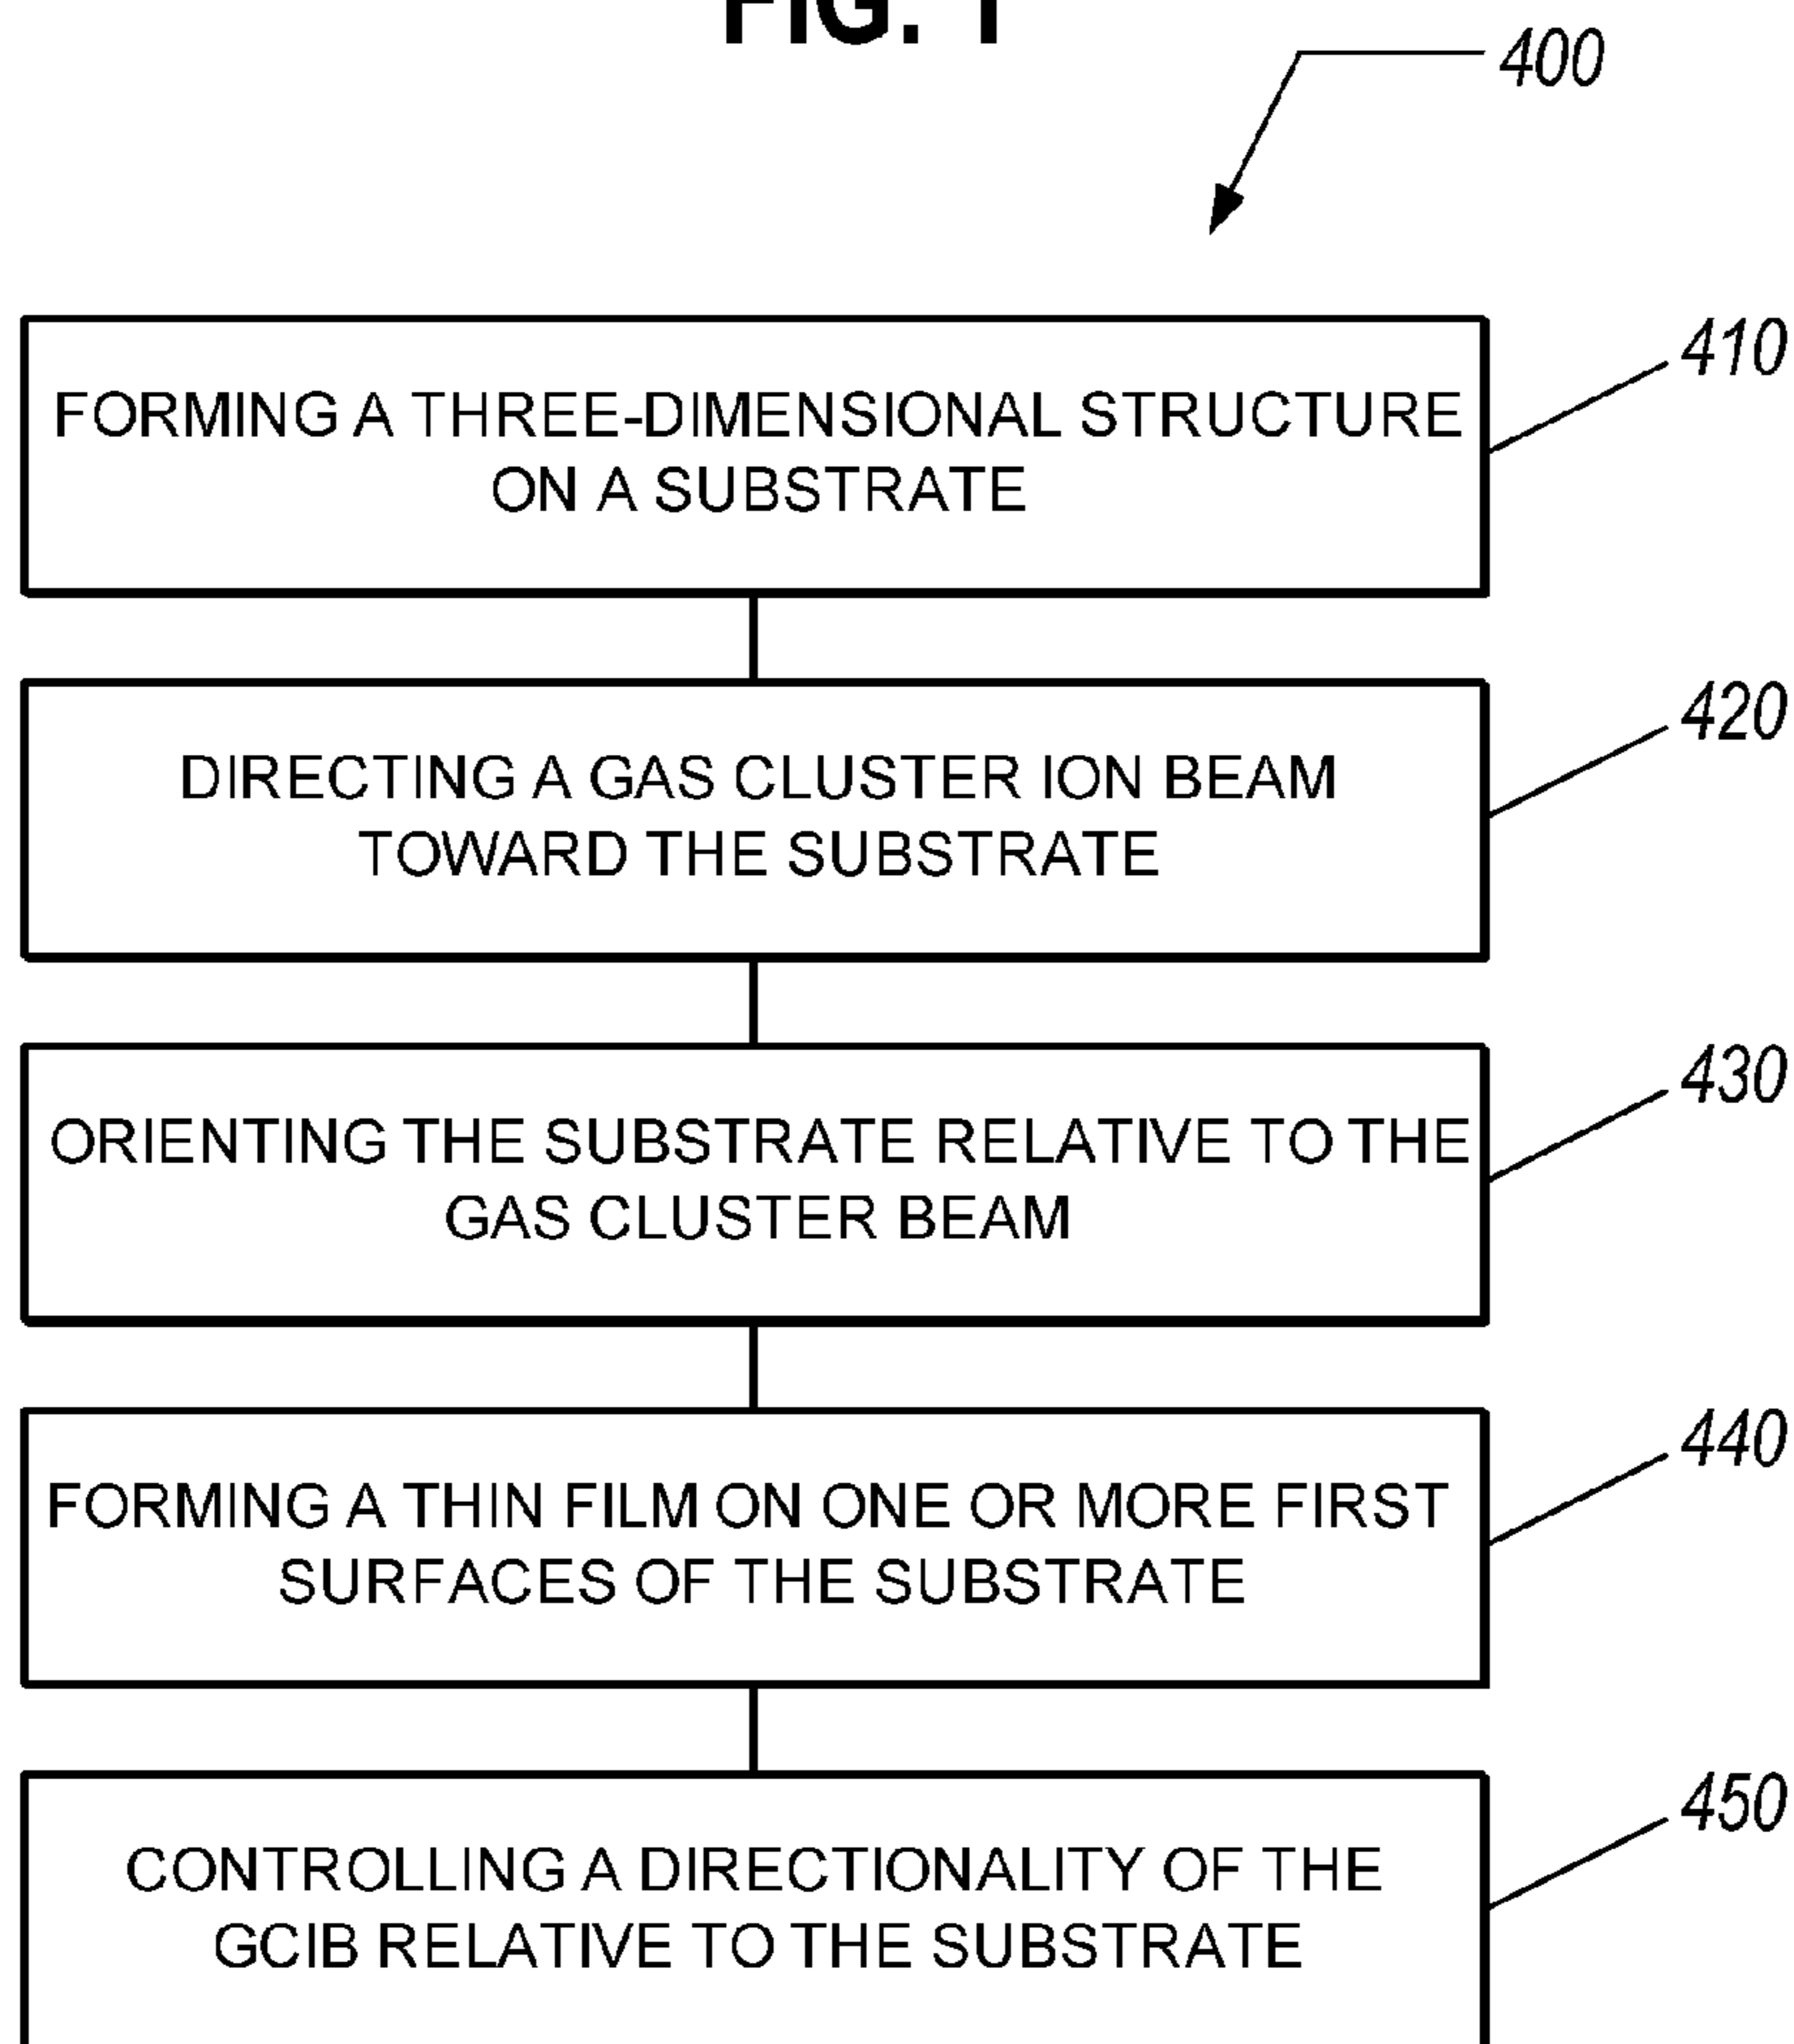 FIG. 1
400
410
FORMING A THREE-DIMENSIONAL STRUCTURE
ON A SUBSTRATE
420
DIRECTING A GAS CLUSTER ION BEAM
TOWARD THE SUBSTRATE
430
ORIENTING THE SUBSTRATE RELATIVE TO THE
GAS CLUSTER BEAM
440
FORMING A THIN FILM ON ONE OR MORE FIRST
SURFACES OF THE SUBSTRATE
450
CONTROLLING A DIRECTIONALITY OF THE
GCIB RELATIVE TO THE SUBSTRATE